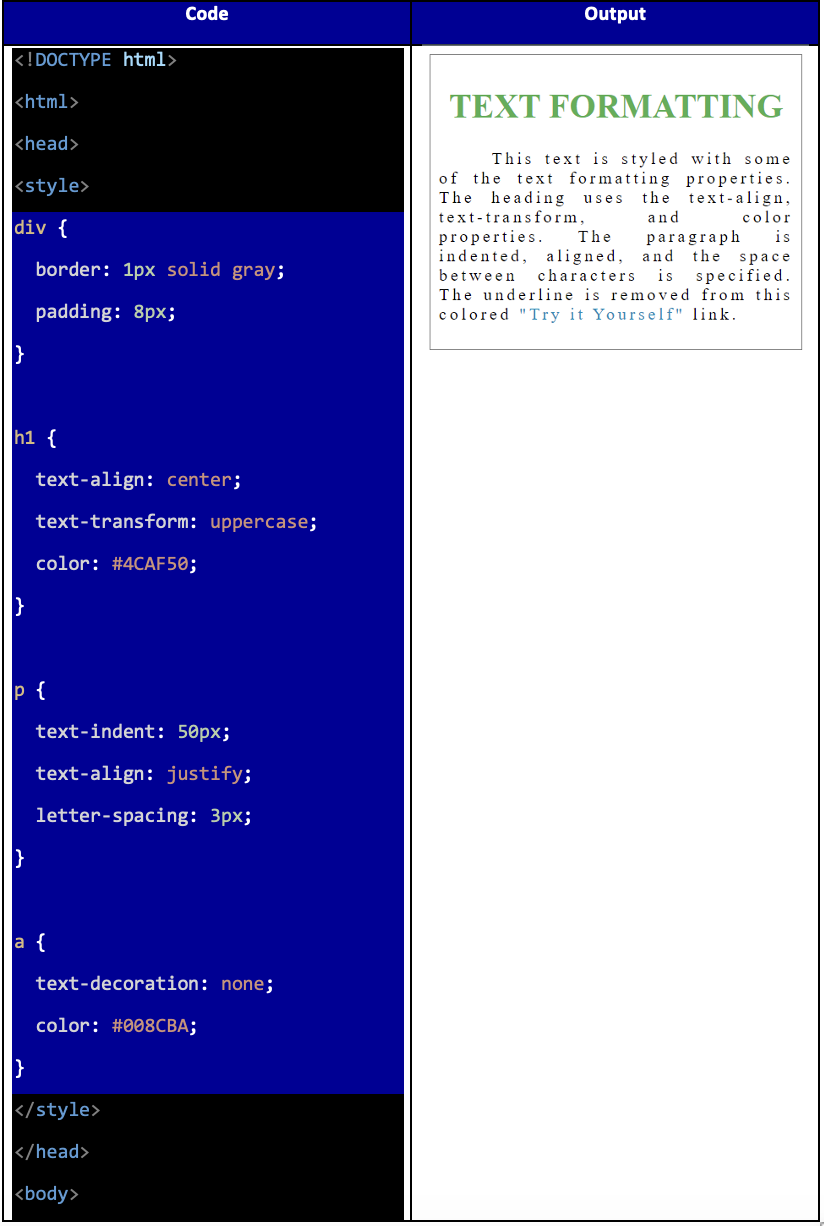 Code
Output
<!DOCTYPE html>
<html>
<head>
<style>
div {
  border: 1px solid gray;
  padding: 8px;
}

h1 {
  text-align: center;
  text-transform: uppercase;
  color: #4CAF50;
}

p {
  text-indent: 50px;
  text-align: justify;
  letter-spacing: 3px;
}

a {
  text-decoration: none;
  color: #008CBA;
}
</style>
</head>
<body>
TEXT FORMATTING
This text is styled with some
of the text formatting properties.
The heading uses the text-align,
text-transform, and color
properties. The paragraph is
indented, aligned, and the space
between characters is specified.
The underline is removed from this
colored "Try it Yourself" link.